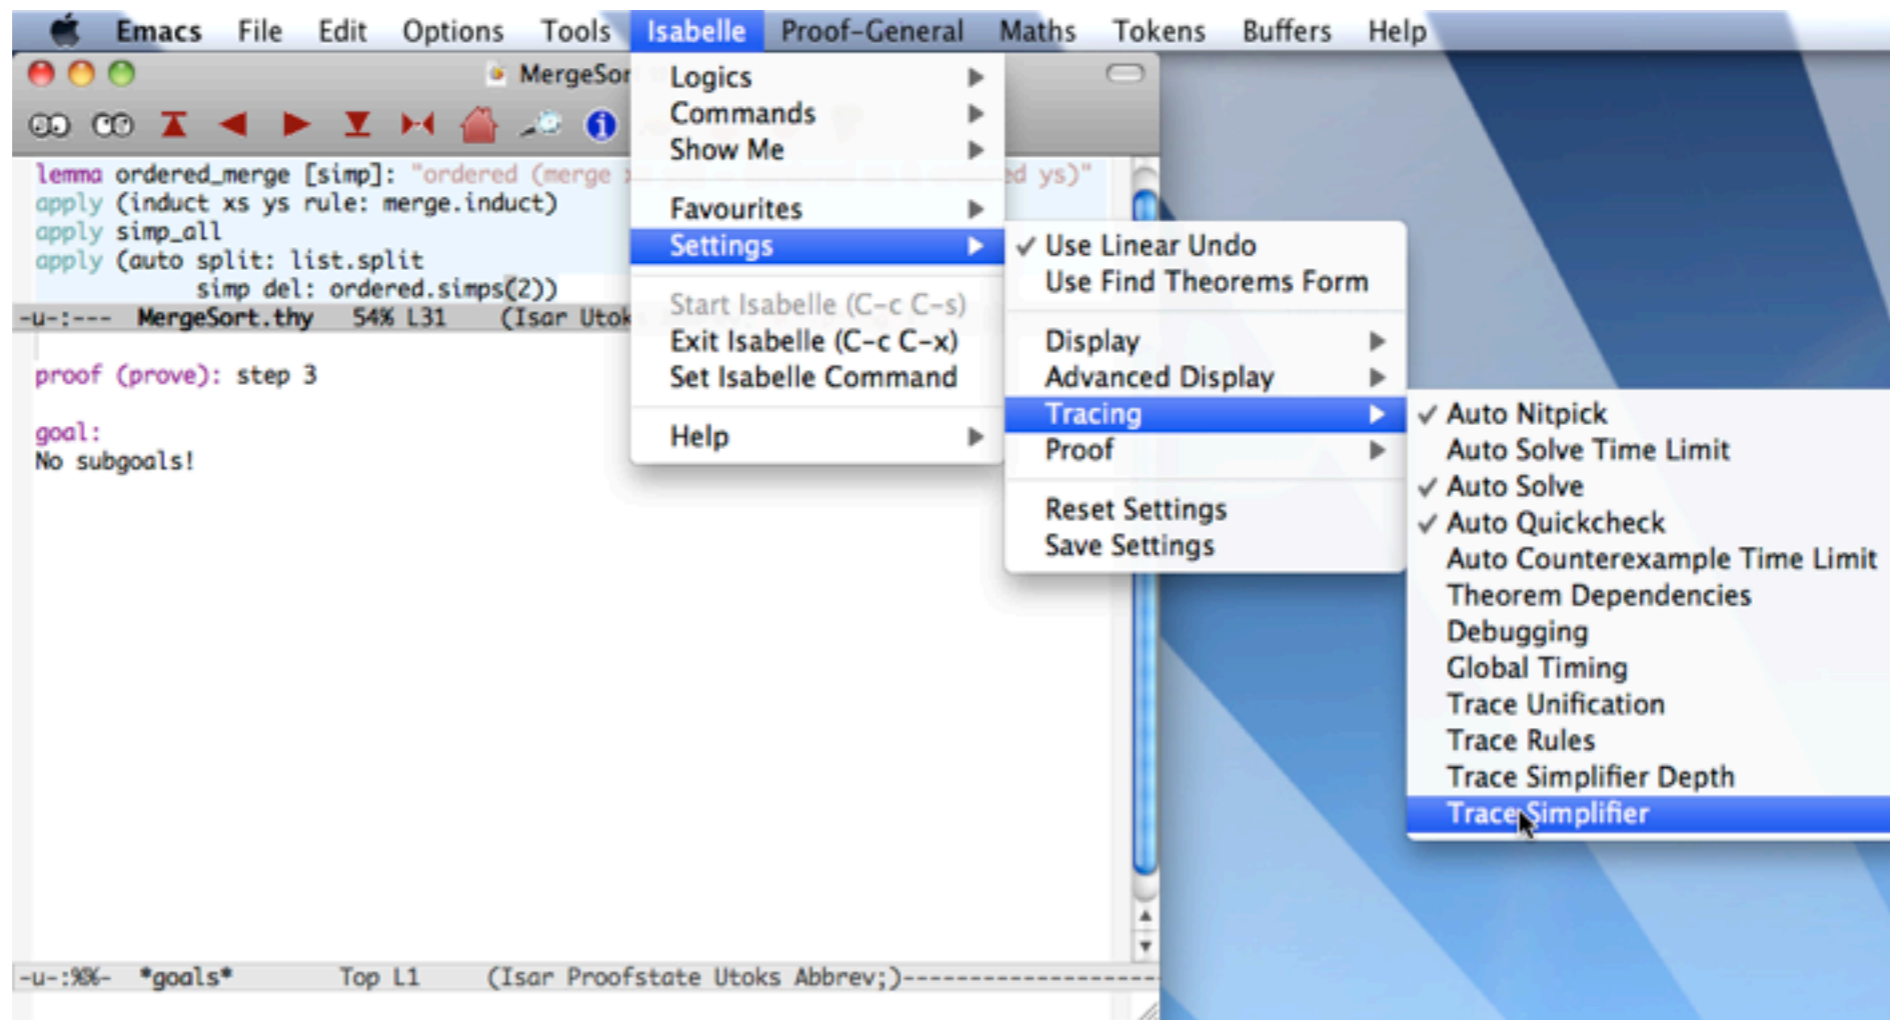 Emacs File Edit Options Tools Isabelle Proof-General Maths Tokens Buffers Help
MergeSor
lemma ordered_merge [simp]: "ordered (merge
ed ys)"
apply (induct xs ys rule: merge.induct)
apply simp_all
apply (auto split: list.split
simp del: ordered.simps(2))
-u-:--- MergeSort.thy 54% L31 (Isar Utok
proof (prove): step 3
goal:
No subgoals!
-u-:%%- *goals* Top L1 (Isar Proofstate Utoks Abbrev;)--------------------
Logics
Commands
Show Me
Favourites
Settings
Start Isabelle (C-c C-s)
Exit Isabelle (C-c C-x)
Set Isabelle Command
Help
✓ Use Linear Undo
Use Find Theorems Form
Display
Advanced Display
Tracing
Proof
Reset Settings
Save Settings
✓ Auto Nitpick
Auto Solve Time Limit
✓ Auto Solve
✓ Auto Quickcheck
Auto Counterexample Time Limit
Theorem Dependencies
Debugging
Global Timing
Trace Unification
Trace Rules
Trace Simplifier Depth
Trace Simplifier